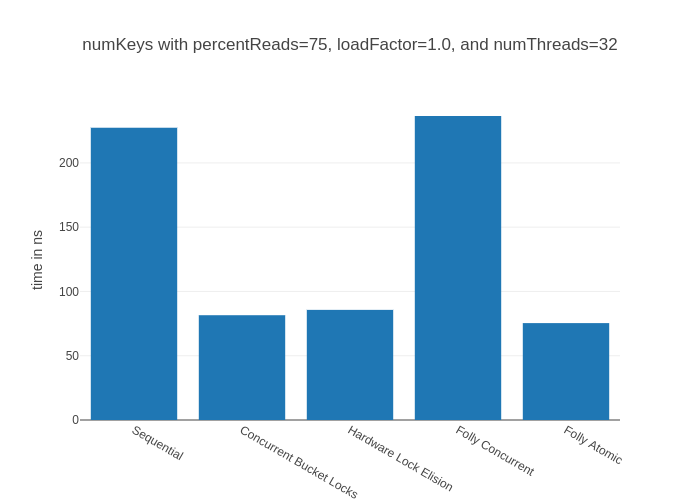 numKeys with percentReads=75, loadFactor=1.0, and numThreads=32
time in ns
200
150
100
50
0
Sequential
Concurrent Bucket Locks
Hardware Lock Elision
Folly Concurrent
Folly Atomic